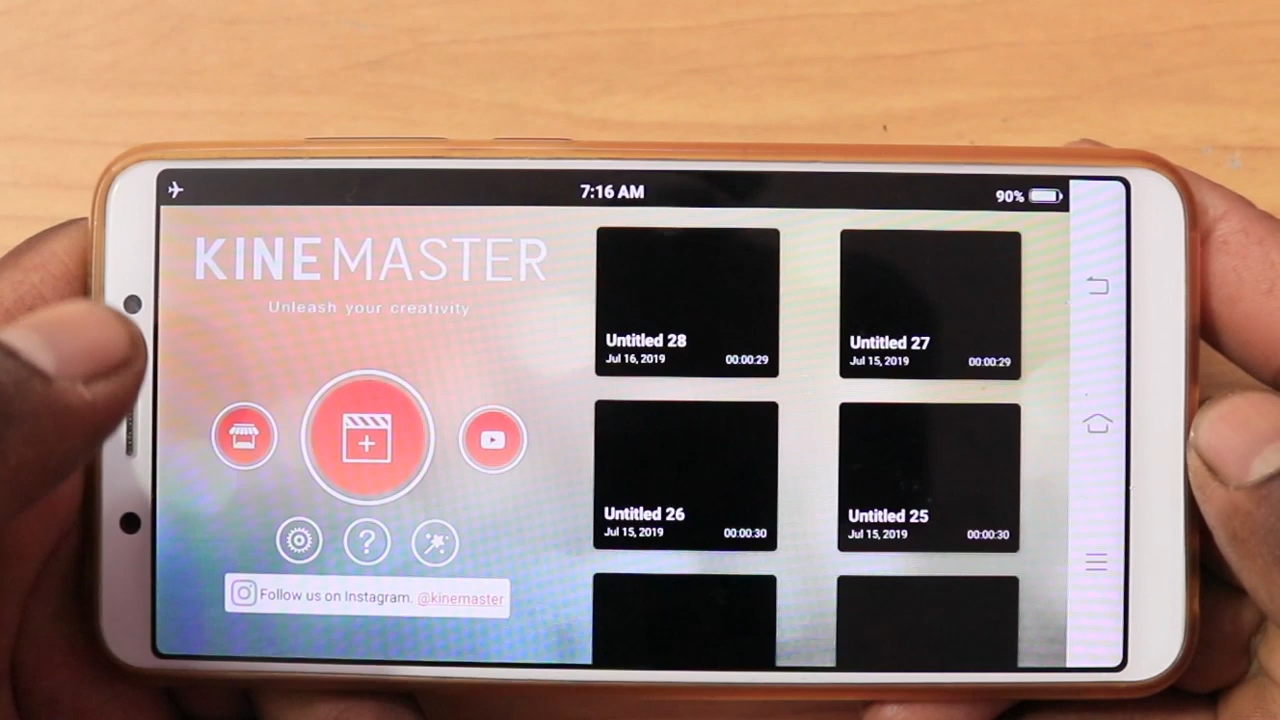 7:16 AM
90%
KINEMASTER
Unleash your creativity
Follow us on Instagram. @kinemaster
Untitled 28
Jul 16, 2019 00:00:29
Untitled 27
Jul 15, 2019 00:00:29
Untitled 26
Jul 15, 2019 00:00:30
Untitled 25
Jul 15, 2019 00:00:30